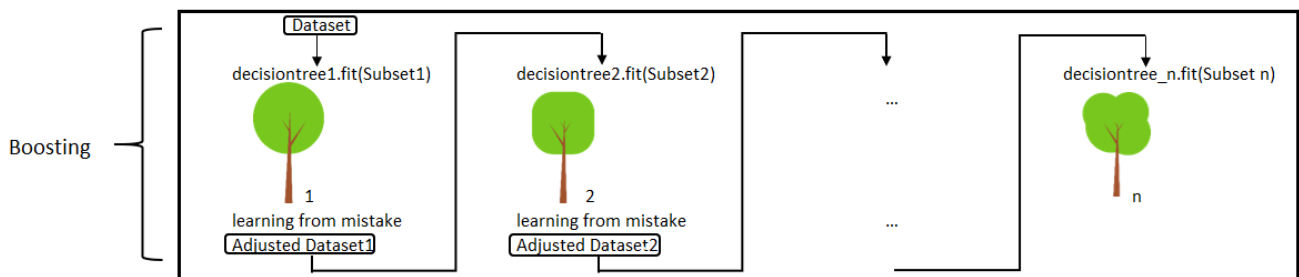 Boosting
Dataset
decisiontree1.fit(Subset1)
1
learning from mistake
Adjusted Dataset1
decisiontree2.fit(Subset2)
2
learning from mistake
Adjusted Dataset2
...
...
decisiontree_n.fit(Subset n)
n